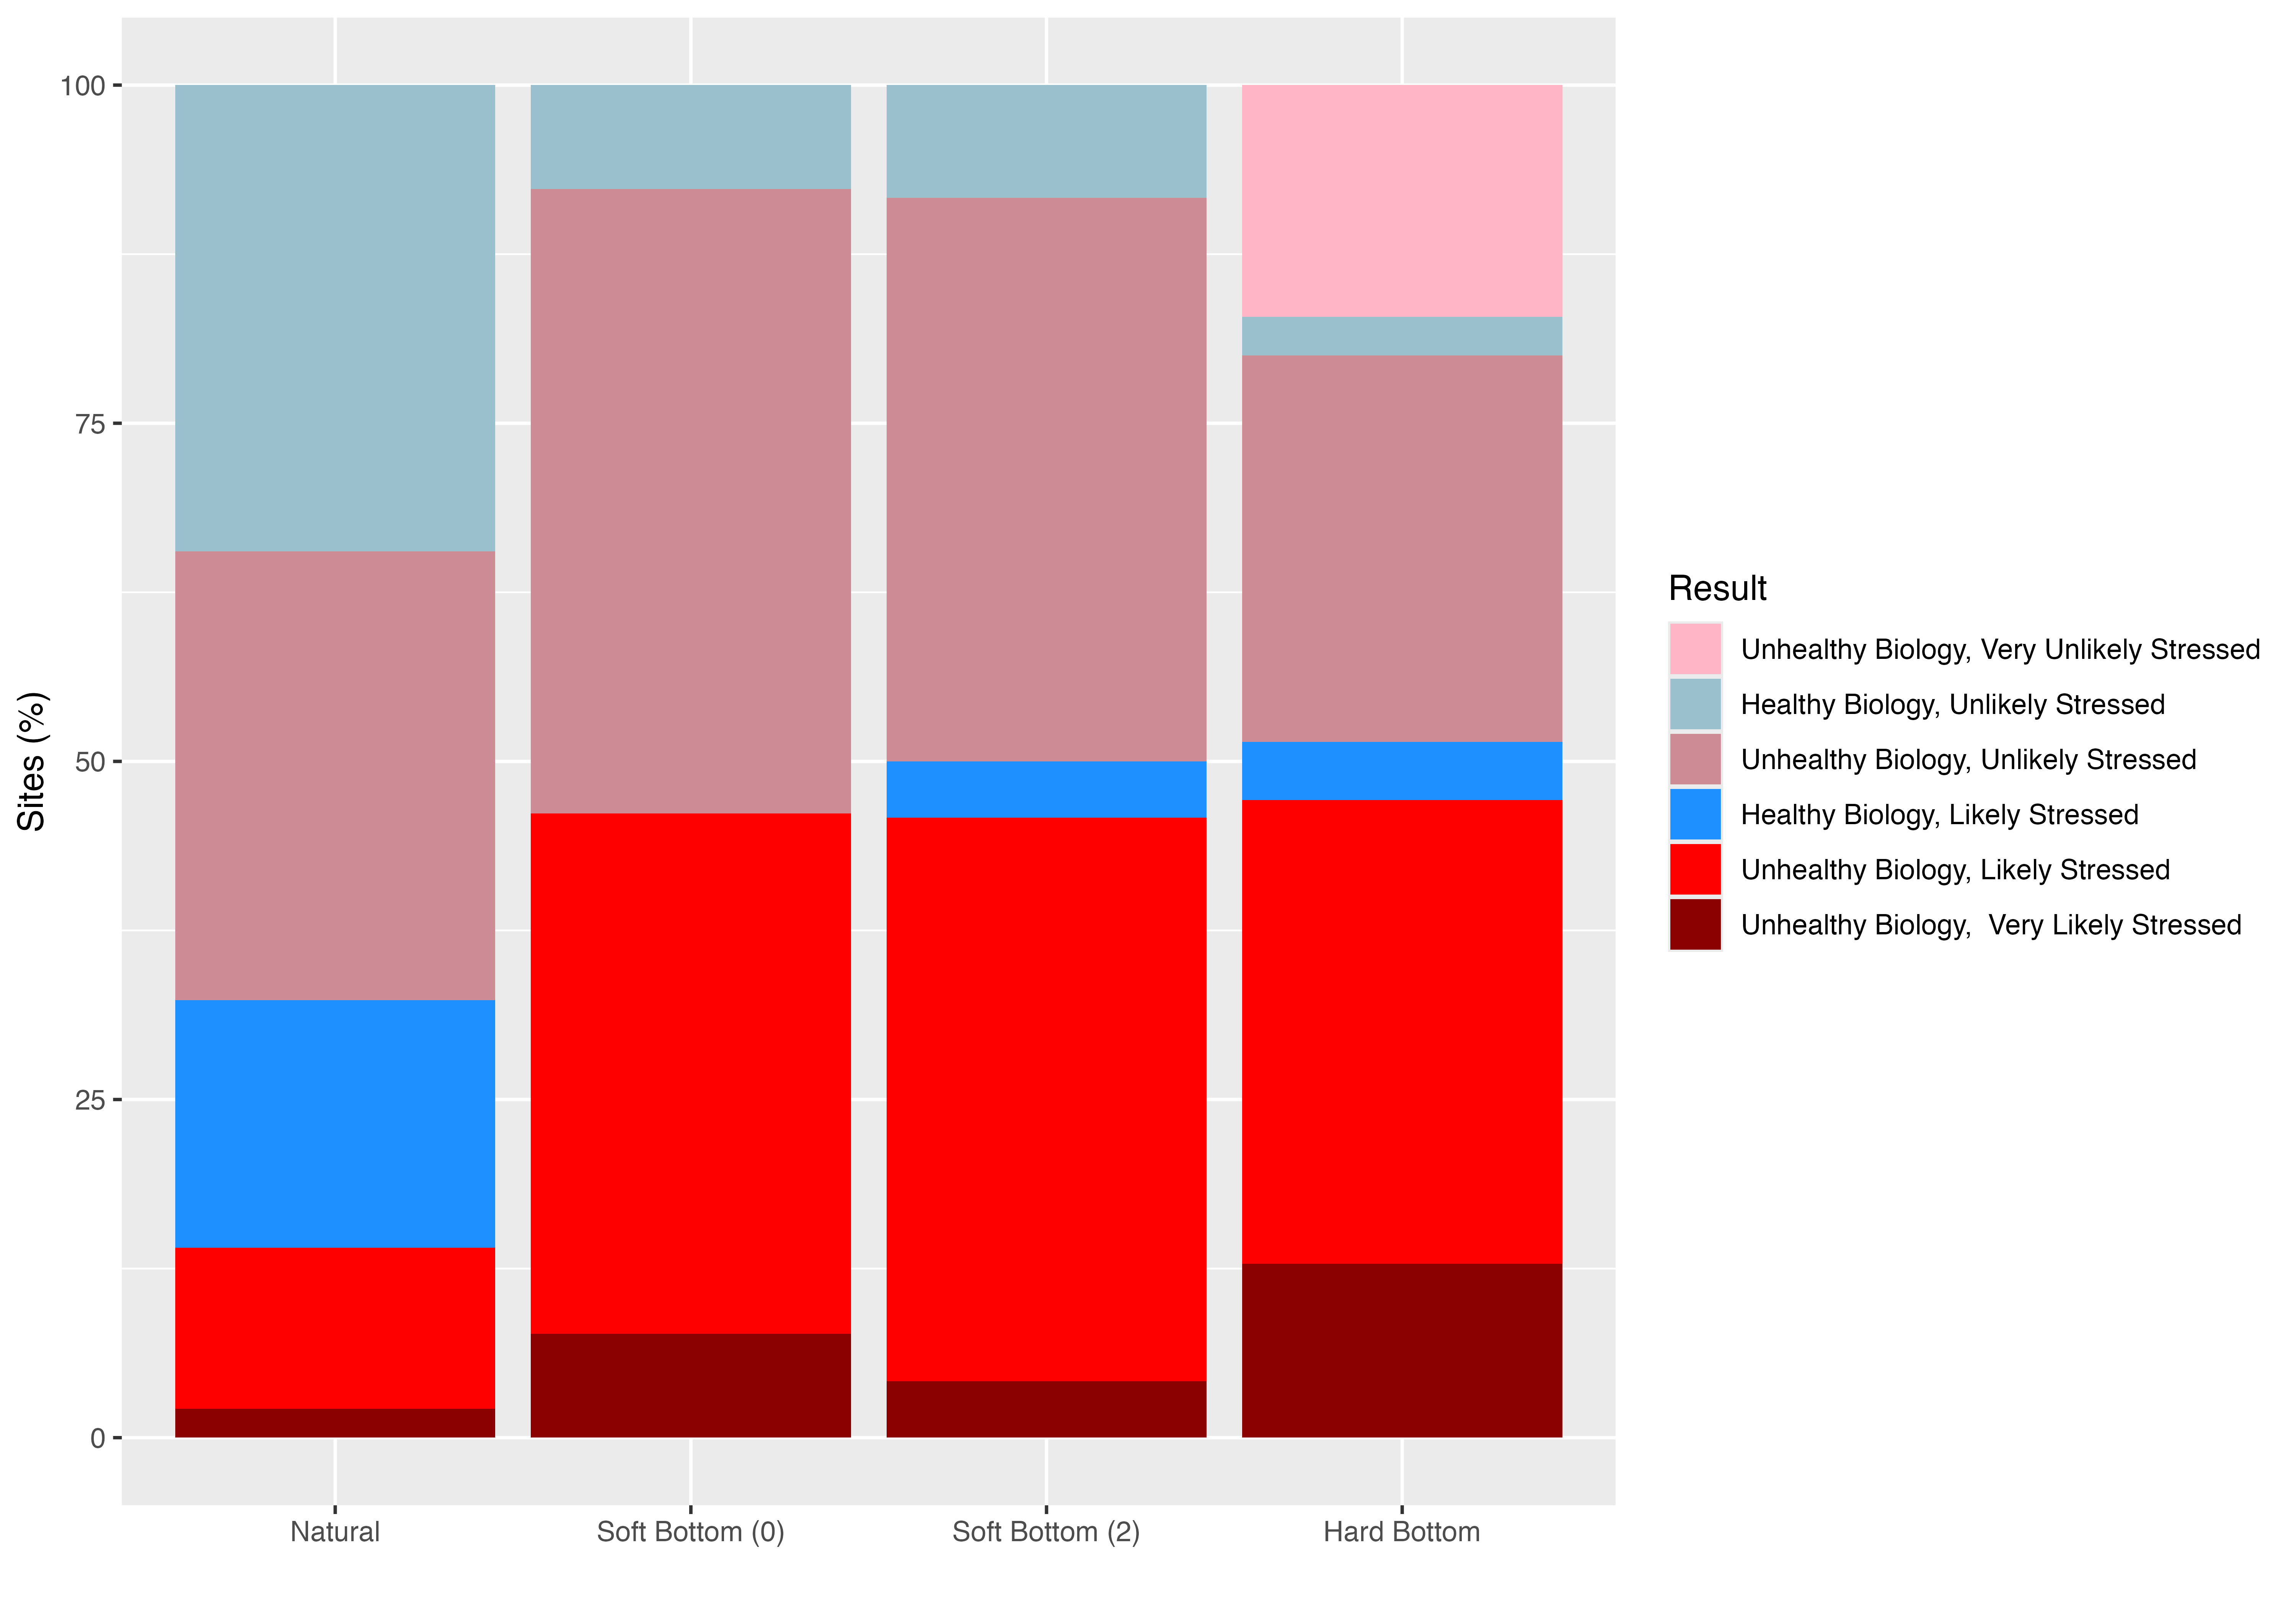 Sites (%)
100
75
50
25
0
Natural
Soft Bottom (0)
Soft Bottom (2)
Hard Bottom
Result
Unhealthy Biology, Very Unlikely Stressed
Healthy Biology, Unlikely Stressed
Unhealthy Biology, Unlikely Stressed
Healthy Biology, Likely Stressed
Unhealthy Biology, Likely Stressed
Unhealthy Biology,  Very Likely Stressed